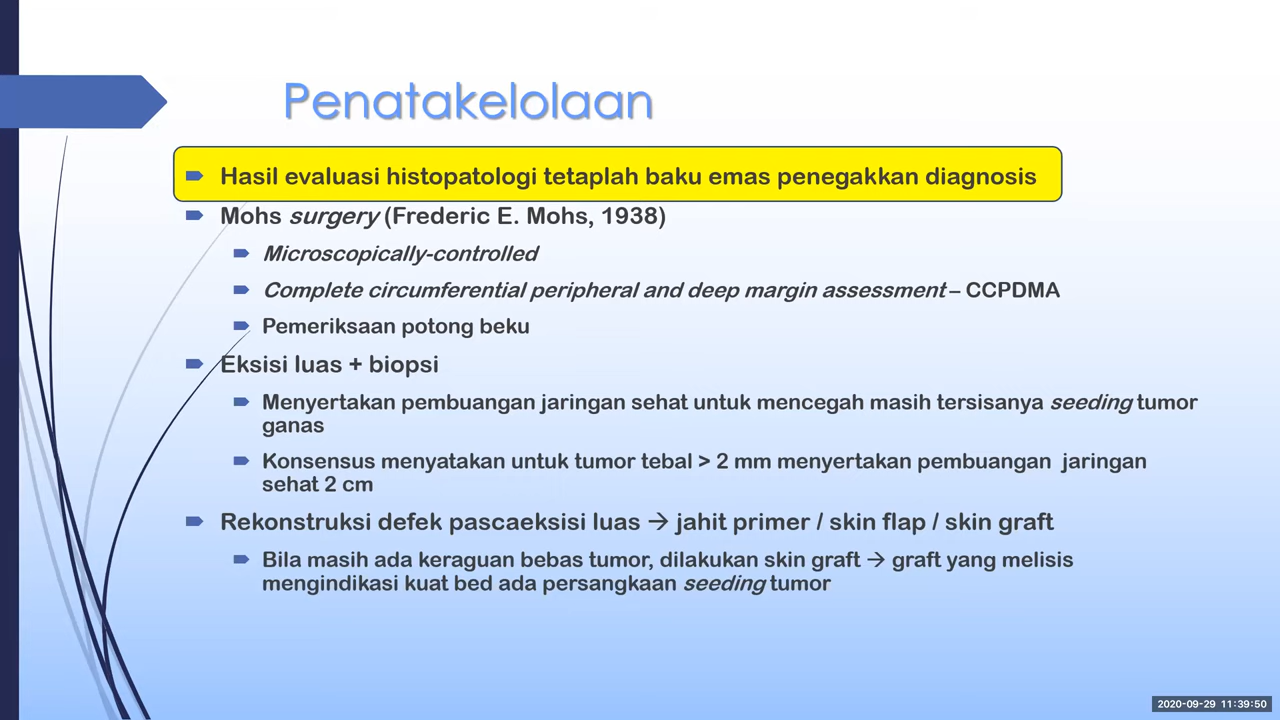 Penatakelolaan
Hasil evaluasi histopatologi tetaplah baku emas penegakkan diagnosis
Mohs surgery (Frederic E. Mohs, 1938)
Microscopically-controlled
Complete circumferential peripheral and deep margin assessment – CCPDMA
Pemeriksaan potong beku
Eksisi luas + biopsi
Menyertakan pembuangan jaringan sehat untuk mencegah masih tersisanya seeding tumor
ganas
Konsensus menyatakan untuk tumor tebal > 2 mm menyertakan pembuangan jaringan
sehat 2 cm
Rekonstruksi defek pascaeksisi luas → jahit primer / skin flap / skin graft
Bila masih ada keraguan bebas tumor, dilakukan skin graft → graft yang melisis
mengindikasi kuat bed ada persangkaan seeding tumor
2020-09-29 11:39:50